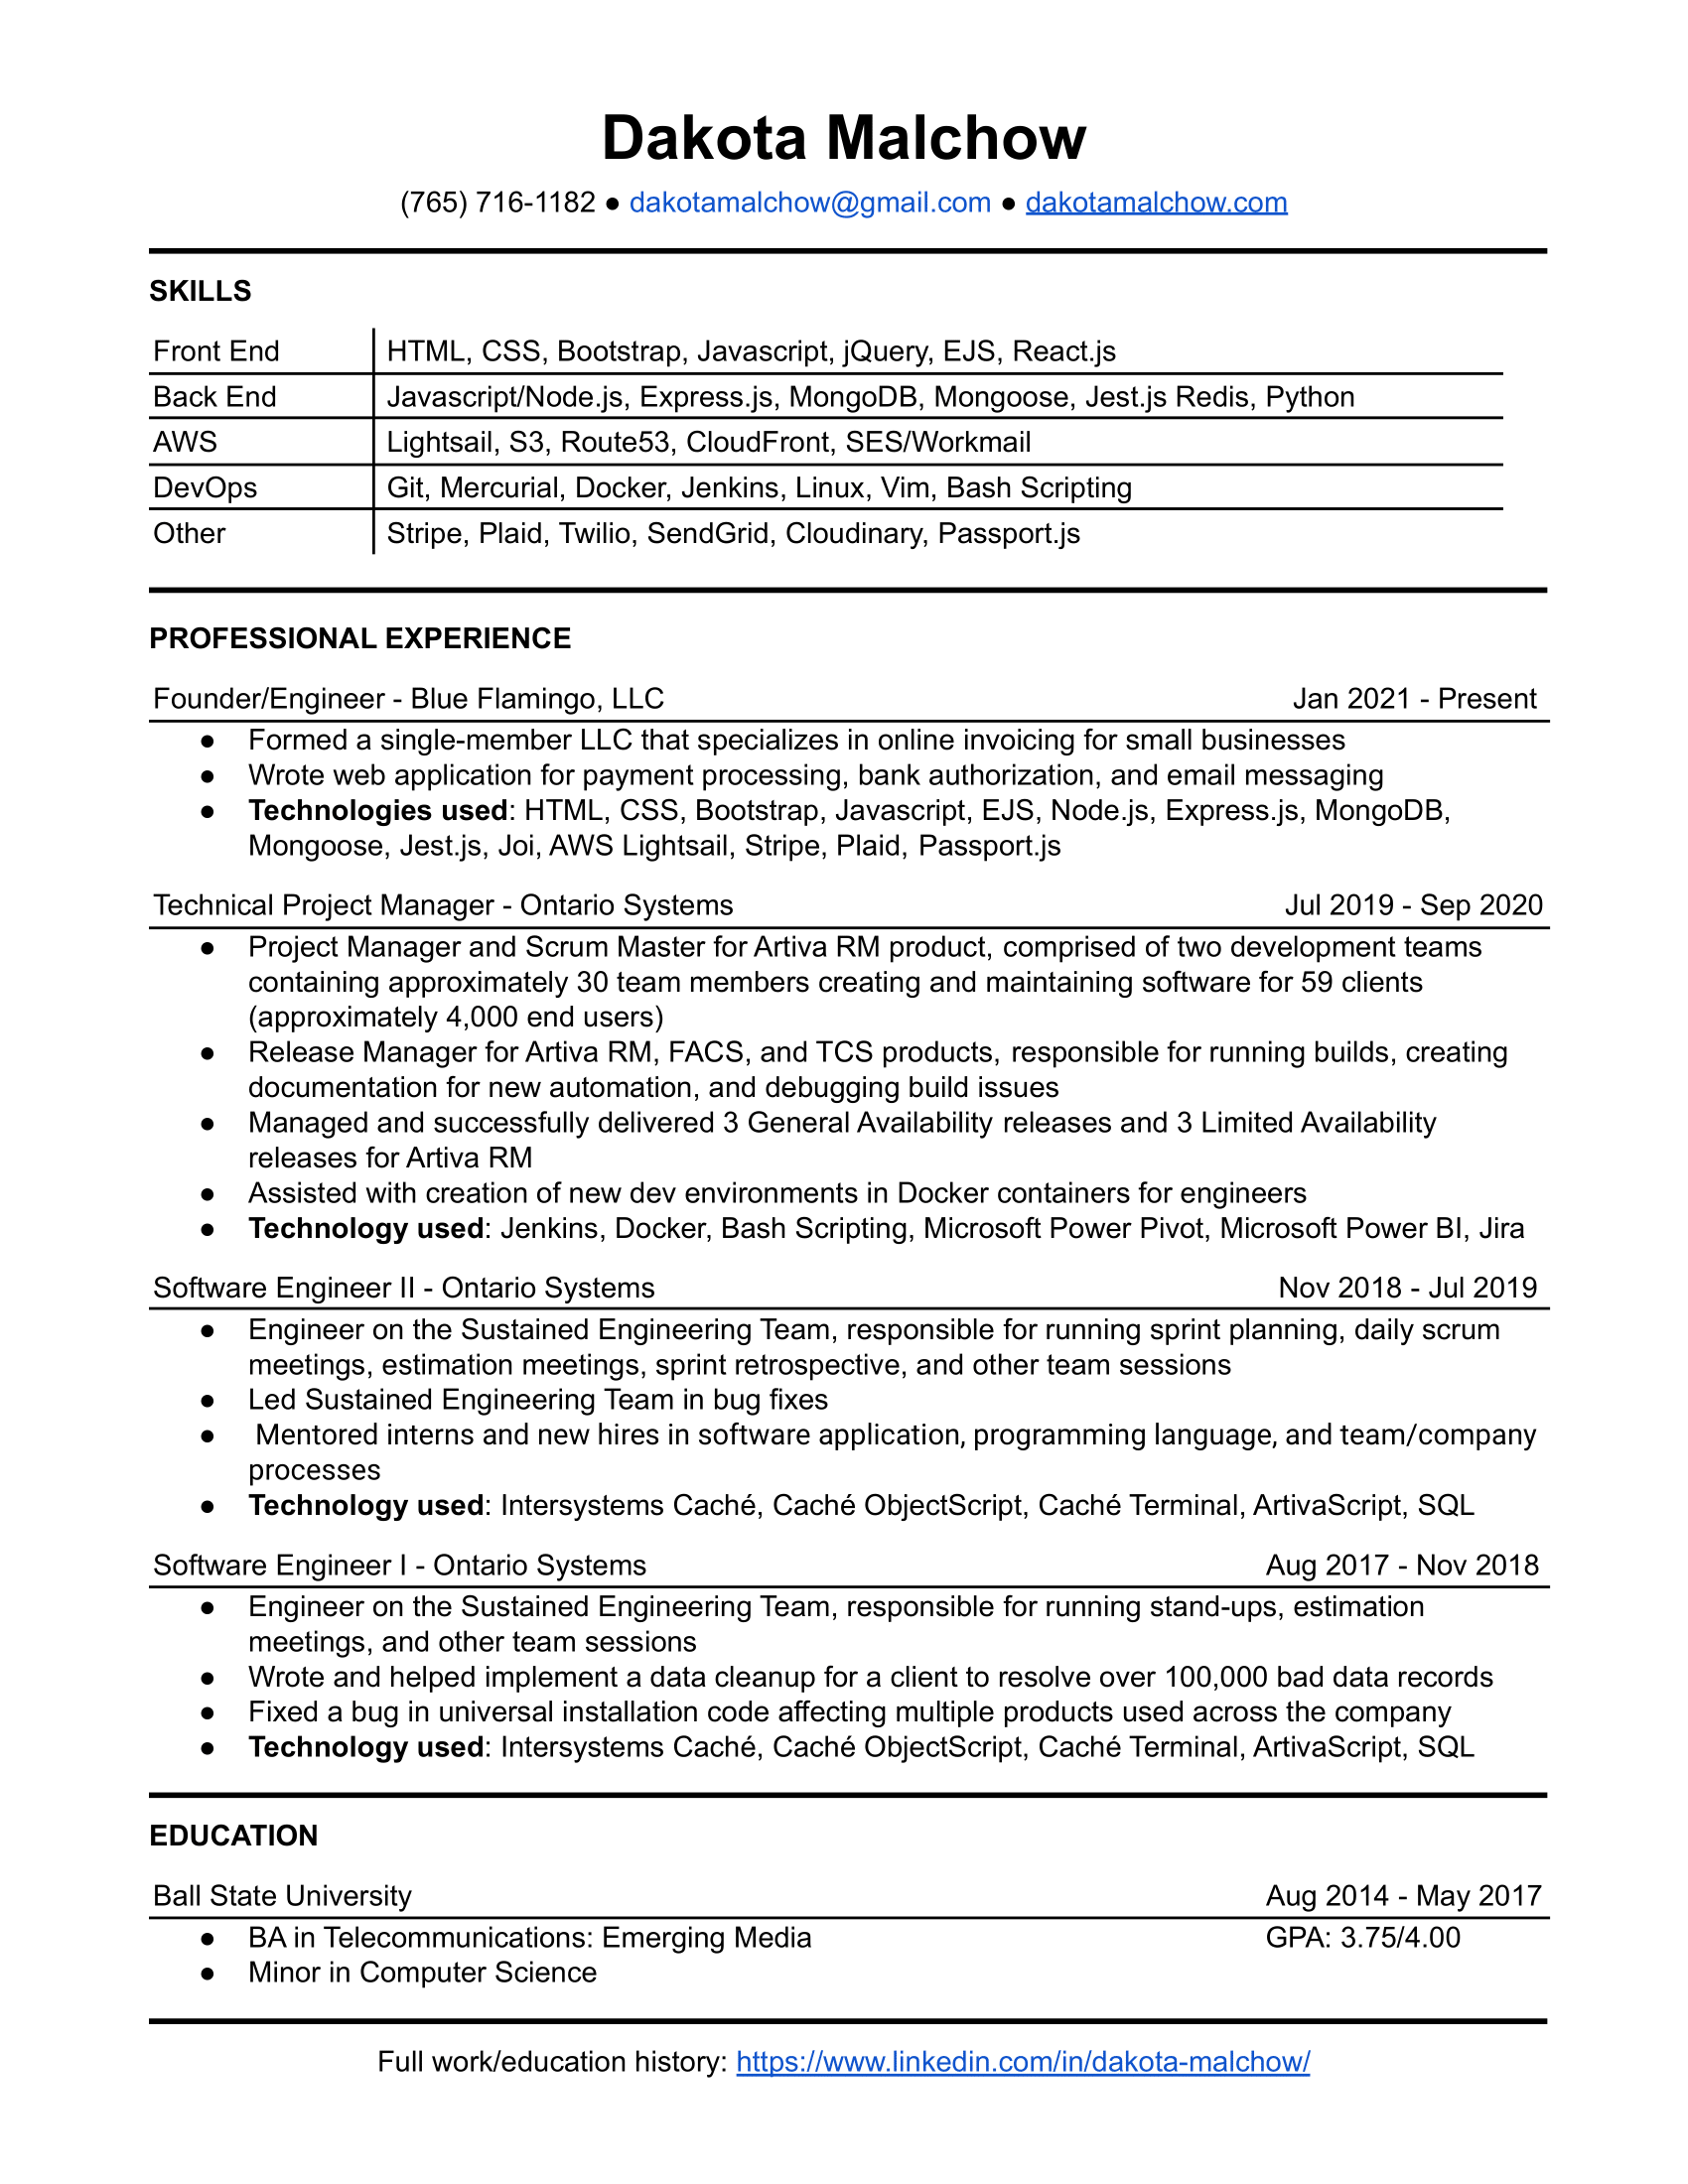 Dakota Malchow
(765) 716-1182 ● dakotamalchow@gmail.com ● dakotamalchow.com
SKILLS
Front End HTML, CSS, Bootstrap, Javascript, jQuery, EJS, React.js
Back End Javascript/Node.js, Express.js, MongoDB, Mongoose, Jest.js Redis, Python
AWS Lightsail, S3, Route53, CloudFront, SES/Workmail
DevOps Git, Mercurial, Docker, Jenkins, Linux, Vim, Bash Scripting
Other Stripe, Plaid, Twilio, SendGrid, Cloudinary, Passport.js
PROFESSIONAL EXPERIENCE
Founder/Engineer - Blue Flamingo, LLC Jan 2021 - Present
● Formed a single-member LLC that specializes in online invoicing for small businesses
● Wrote web application for payment processing, bank authorization, and email messaging
● Technologies used: HTML, CSS, Bootstrap, Javascript, EJS, Node.js, Express.js, MongoDB,
Mongoose, Jest.js, Joi, AWS Lightsail, Stripe, Plaid, Passport.js
Technical Project Manager - Ontario Systems Jul 2019 - Sep 2020
● Project Manager and Scrum Master for Artiva RM product, comprised of two development teams
containing approximately 30 team members creating and maintaining software for 59 clients
(approximately 4,000 end users)
● Release Manager for Artiva RM, FACS, and TCS products, responsible for running builds, creating
documentation for new automation, and debugging build issues
● Managed and successfully delivered 3 General Availability releases and 3 Limited Availability
releases for Artiva RM
● Assisted with creation of new dev environments in Docker containers for engineers
● Technology used: Jenkins, Docker, Bash Scripting, Microsoft Power Pivot, Microsoft Power BI, Jira
Software Engineer II - Ontario Systems Nov 2018 - Jul 2019
● Engineer on the Sustained Engineering Team, responsible for running sprint planning, daily scrum
meetings, estimation meetings, sprint retrospective, and other team sessions
● Led Sustained Engineering Team in bug fixes
● Mentored interns and new hires in software application, programming language, and team/company
processes
● Technology used: Intersystems Caché, Caché ObjectScript, Caché Terminal, ArtivaScript, SQL
Software Engineer I - Ontario Systems Aug 2017 - Nov 2018
● Engineer on the Sustained Engineering Team, responsible for running stand-ups, estimation
meetings, and other team sessions
● Wrote and helped implement a data cleanup for a client to resolve over 100,000 bad data records
● Fixed a bug in universal installation code affecting multiple products used across the company
● Technology used: Intersystems Caché, Caché ObjectScript, Caché Terminal, ArtivaScript, SQL
EDUCATION
Ball State University Aug 2014 - May 2017
● BA in Telecommunications: Emerging Media GPA: 3.75/4.00
● Minor in Computer Science
Full work/education history: https://www.linkedin.com/in/dakota-malchow/